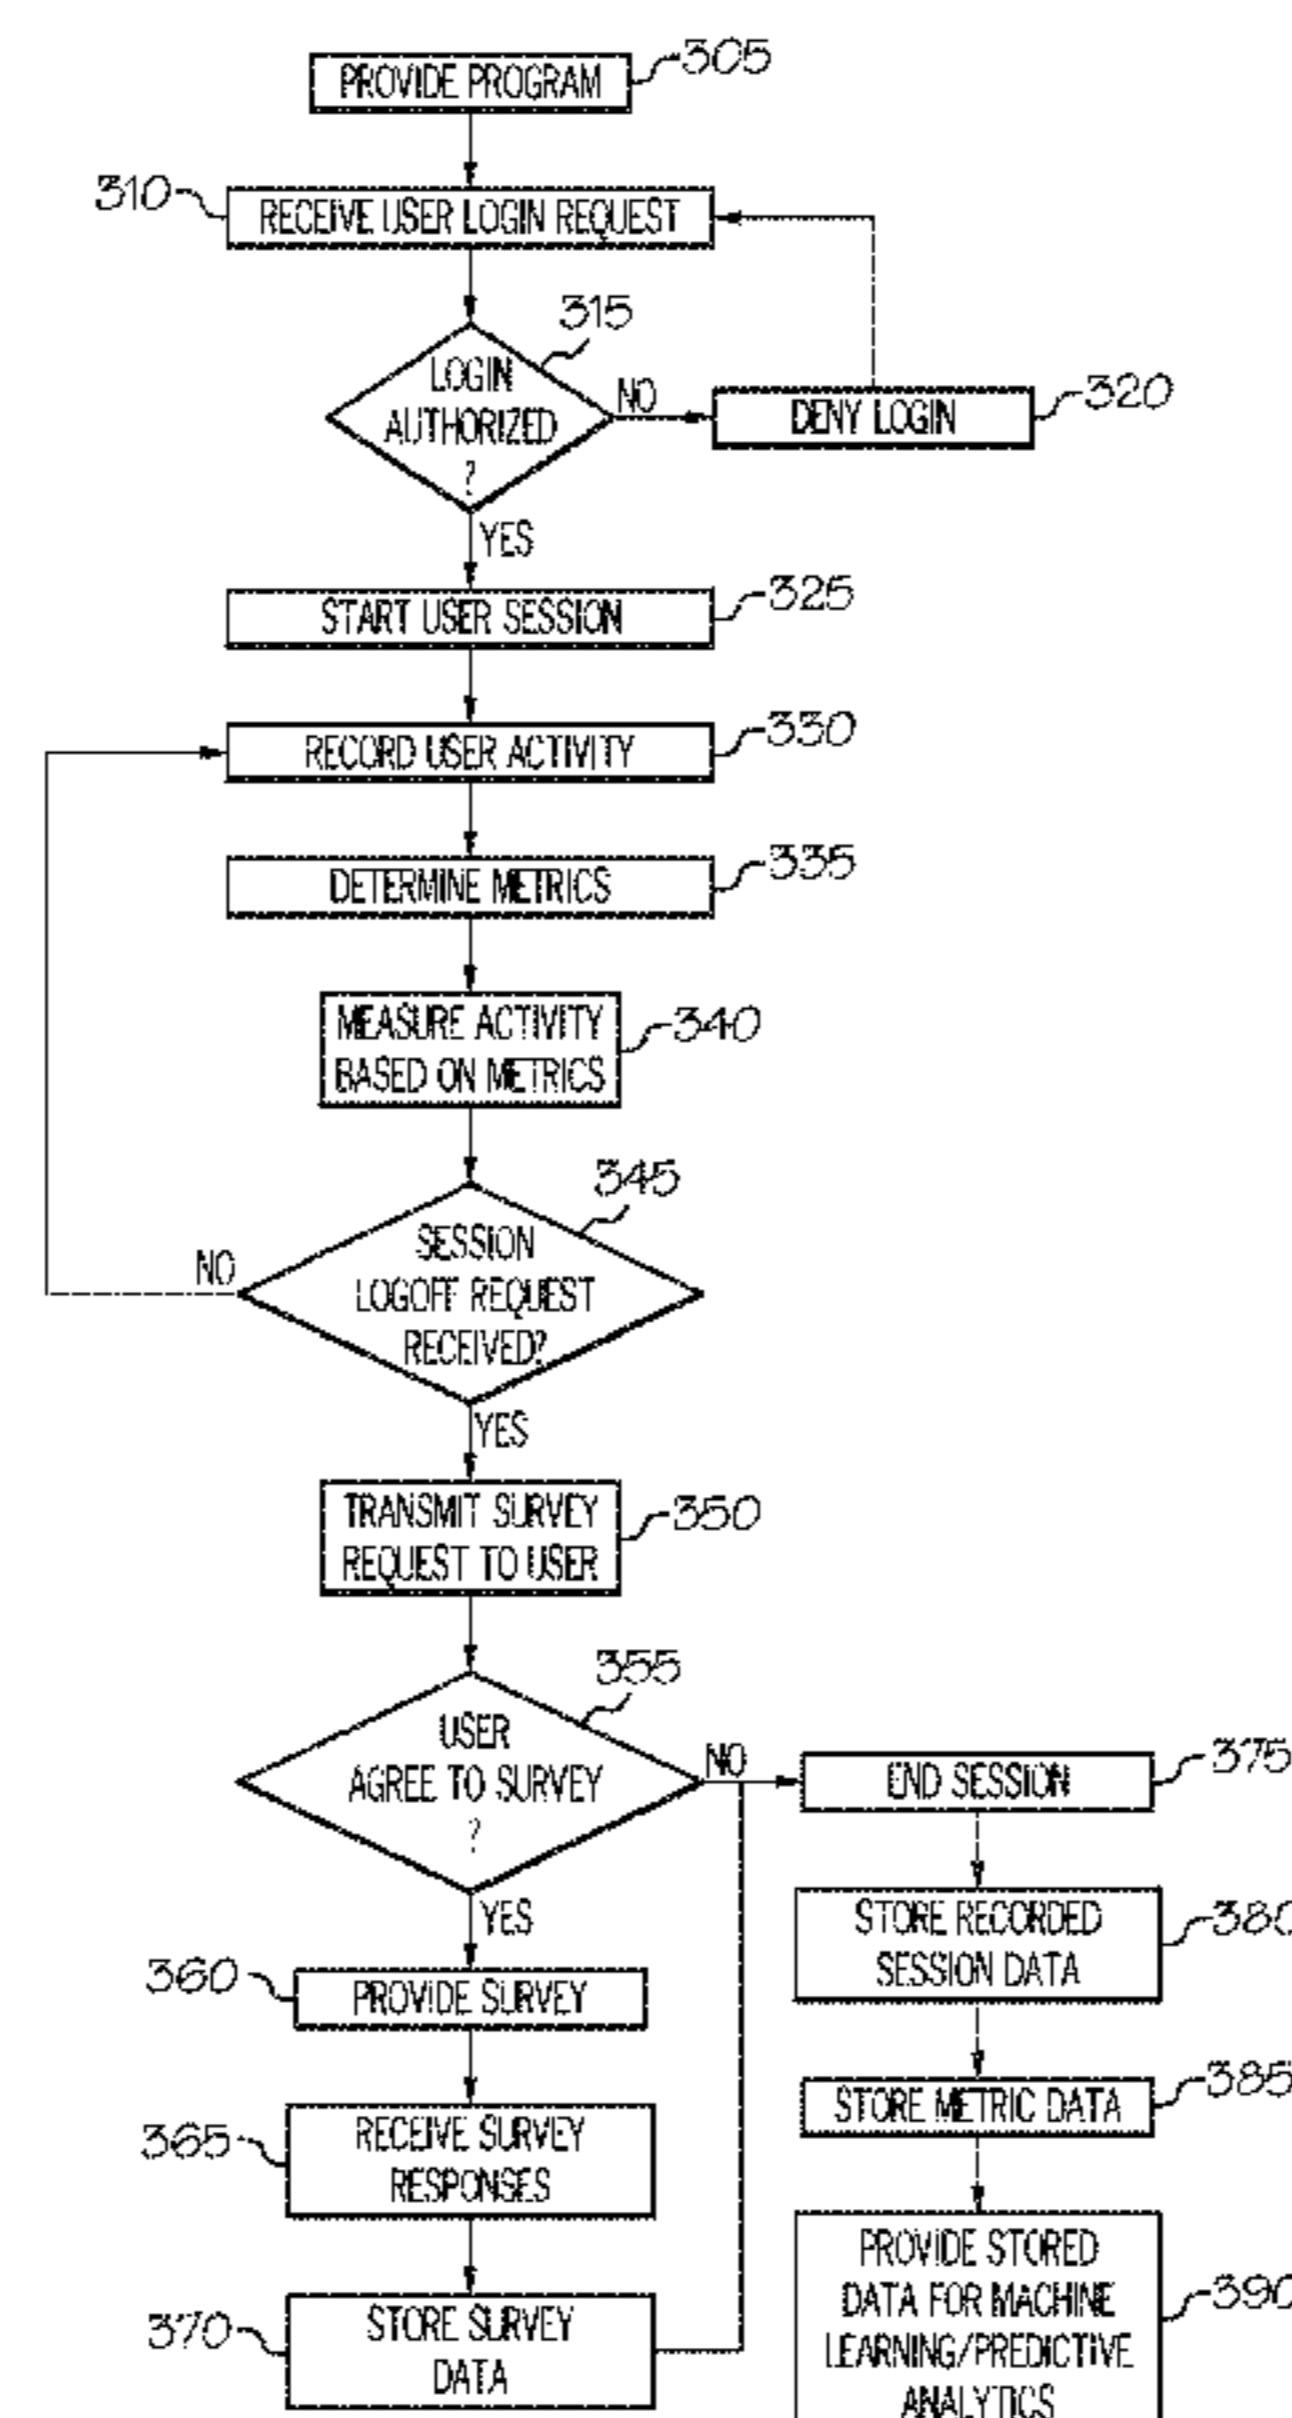 PROVIDE PROGRAM
305
310
RECEIVE USER LOGIN REQUEST
315
LOGIN
AUTHORIZED
?
NO
DENY LOGIN
320
YES
START USER SESSION
325
RECORD USER ACTIVITY
330
DETERMINE METRICS
335
MEASURE ACTIVITY
BASED ON METRICS
340
345
SESSION
LOGOFF REQUEST
RECEIVED?
NO
YES
TRANSMIT SURVEY
REQUEST TO USER
350
355
USER
AGREE TO SURVEY
?
NO
END SESSION
375
YES
STORE RECORDED
SESSION DATA
380
360
PROVIDE SURVEY
STORE METRIC DATA
385
365
RECEIVE SURVEY
RESPONSES
PROVIDE STORED
DATA FOR MACHINE
LEARNING/PREDICTIVE
ANALYTICS
390
370
STORE SURVEY
DATA